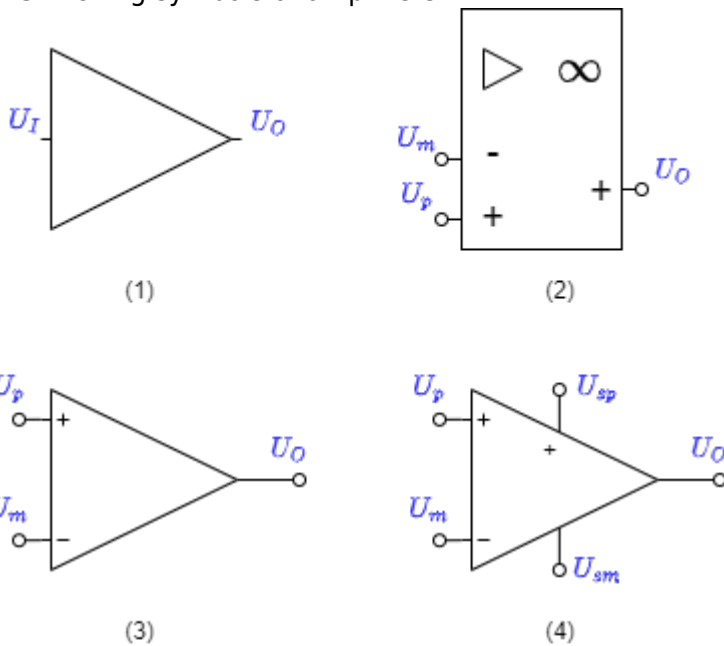 U_I
U_O
∞
U_m
-
U_p
+
+
U_O
(1)
(2)
U_p
+
U_m
−
U_O
U_p
+
U_m
−
+
U_sp
U_sm
U_O
(3)
(4)